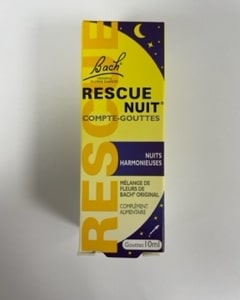 Bach
RESCUE
RESCUE
NUIT®
COMPTE-GOUTTES
NUITS
HARMONIEUSES
MÉLANGE DE
FLEURS DE
BACH ORIGINAL
COMPLÉMENT
ALIMENTAIRE
Gouttes 10ml